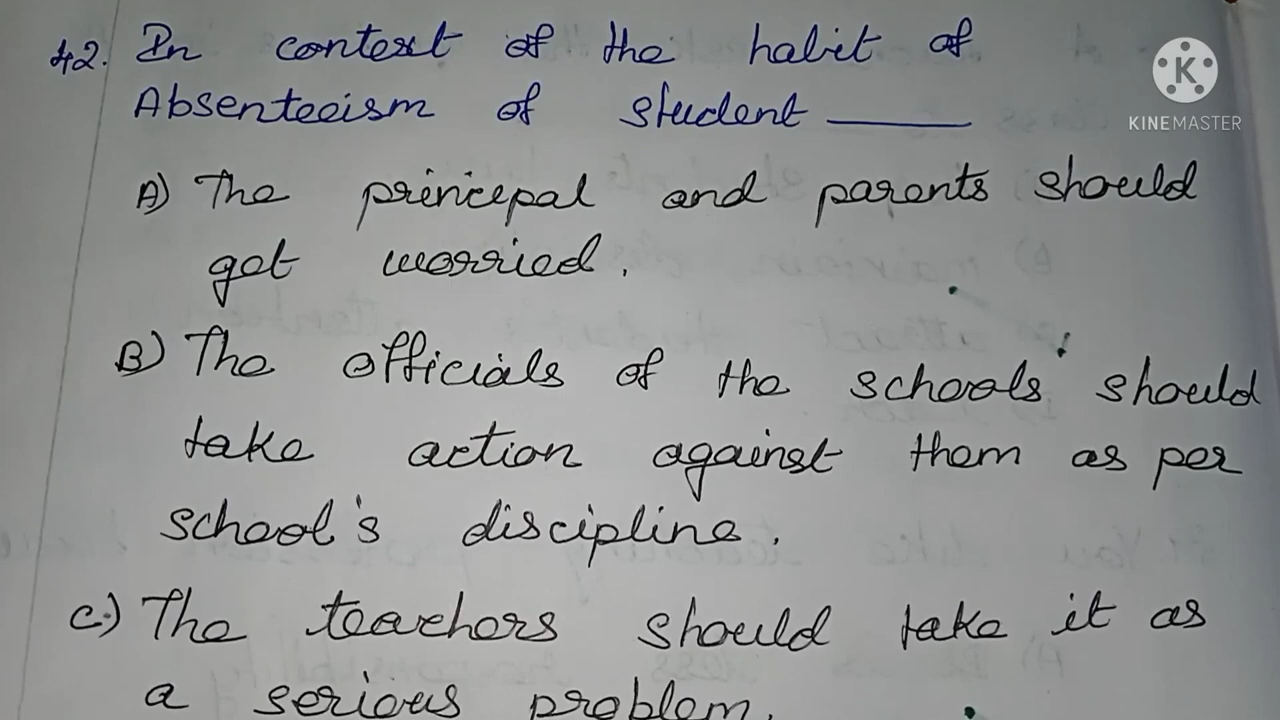 42. In context of the habit of
Absenteeism of student ______
A) The principal and parents should
get worried.
B) The officials of the schools should
take action against them as per
school's discipline.
C.) The teachers should take it as
a serious problem.
K
KINEMASTER